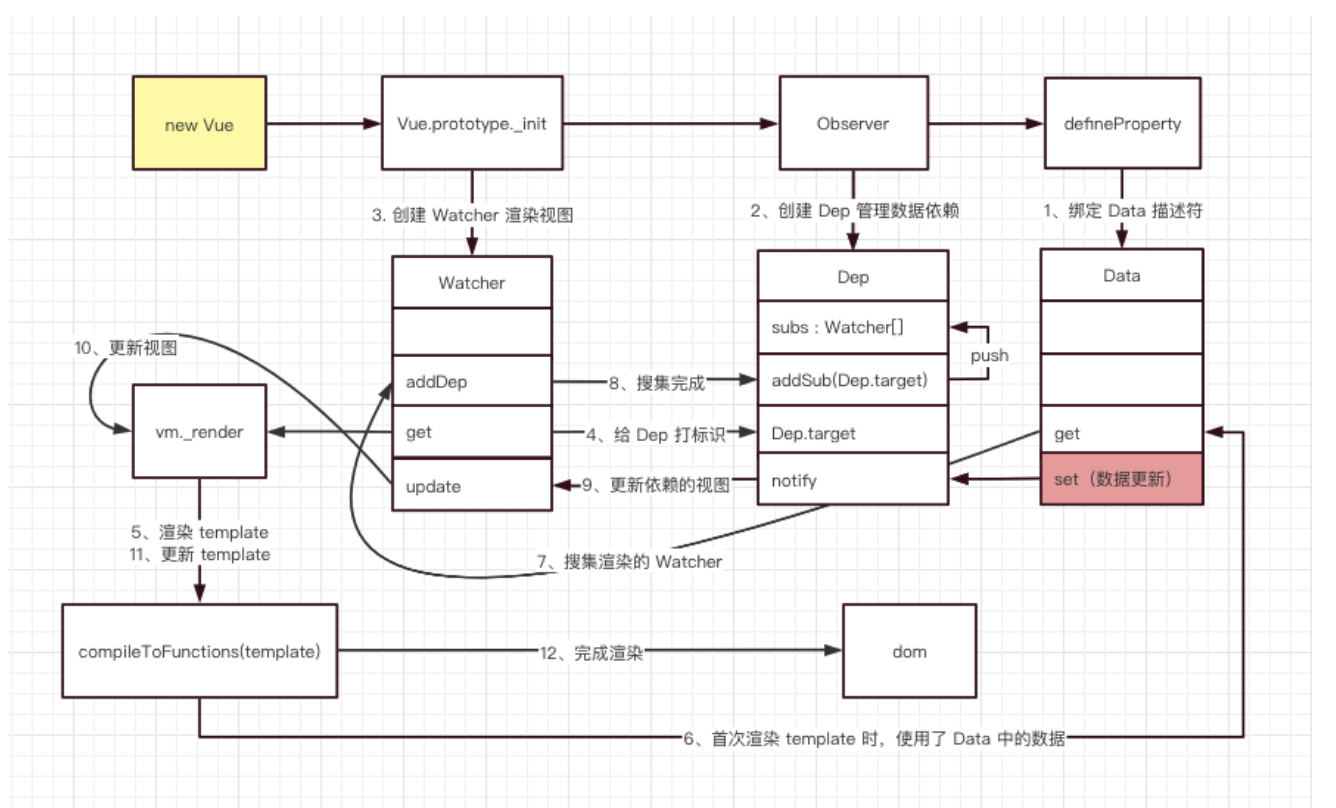 new Vue
Vue.prototype._init
Observer
defineProperty
3. 创建 Watcher 渲染视图
2、创建 Dep 管理数据依赖
1、绑定 Data 描述符
Watcher
Dep
Data
subs : Watcher[]
push
10、更新视图
addDep
8、搜集完成
addSub(Dep.target)
vm._render
get
4、给 Dep 打标识
Dep.target
get
update
9、更新依赖的视图
notify
set（数据更新）
5、渲染 template
11、更新 template
7、搜集渲染的 Watcher
compileToFunctions(template)
12、完成渲染
dom
6、首次渲染 template 时，使用了 Data 中的数据